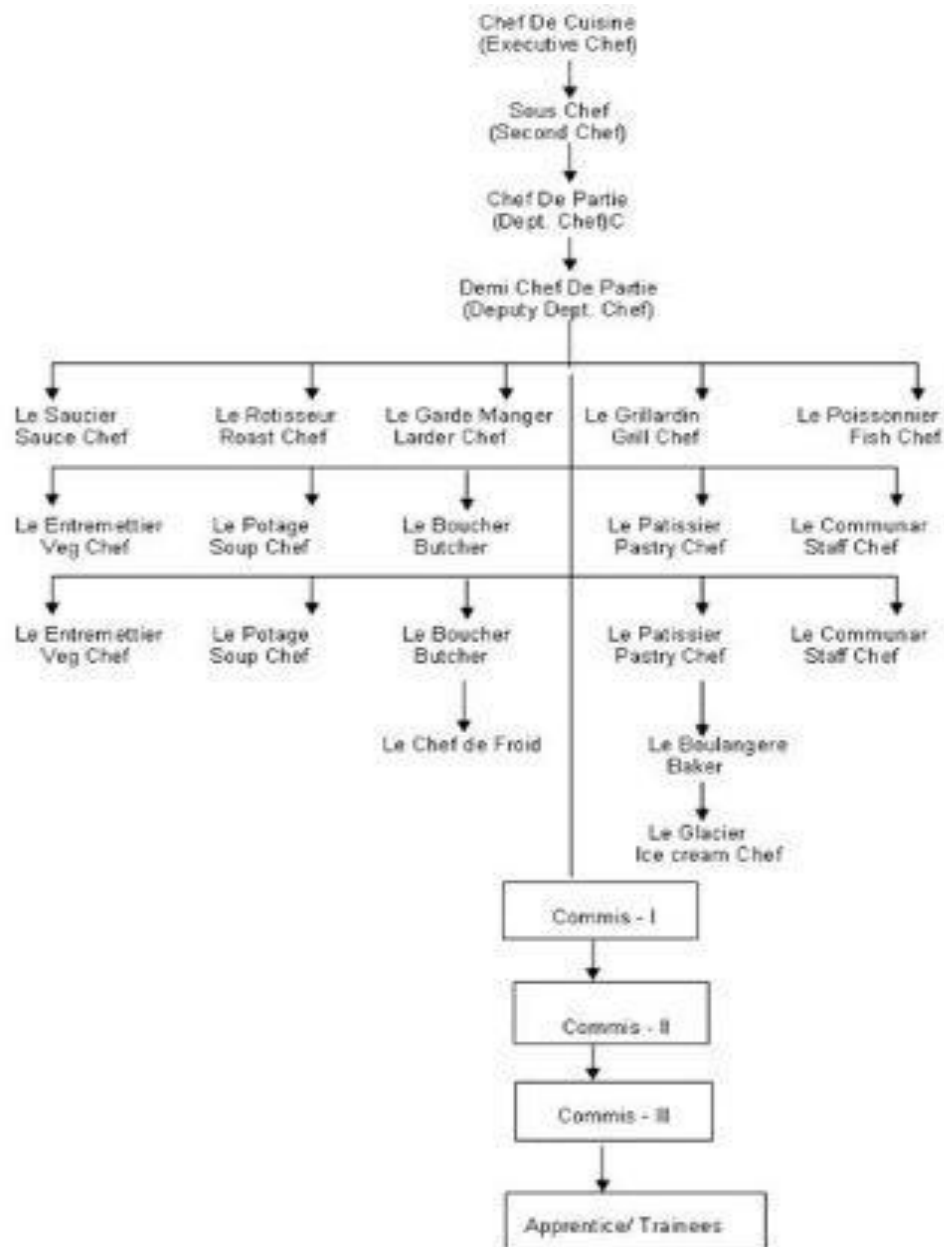 Chef De Cuisine
(Executive Chef)
Sous Chef
(Second Chef)
Chef De Partie
(Dept. Chef)C
Demi Chef De Partie
(Deputy Dept. Chef)
Le Saucier
Sauce Chef
Le Rotisseur
Roast Chef
Le Garde Manger
Larder Chef
Le Grillardin
Grill Chef
Le Poissonnier
Fish Chef
Le Entremettier
Veg Chef
Le Potage
Soup Chef
Le Boucher
Butcher
Le Patissier
Pastry Chef
Le Communar
Staff Chef
Le Entremettier
Veg Chef
Le Potage
Soup Chef
Le Boucher
Butcher
Le Patissier
Pastry Chef
Le Communar
Staff Chef
Le Chef de Froid
Le Boulangere
Baker
Le Glacier
Ice cream Chef
Commis - I
Commis - II
Commis - III
Apprentice/ Trainees